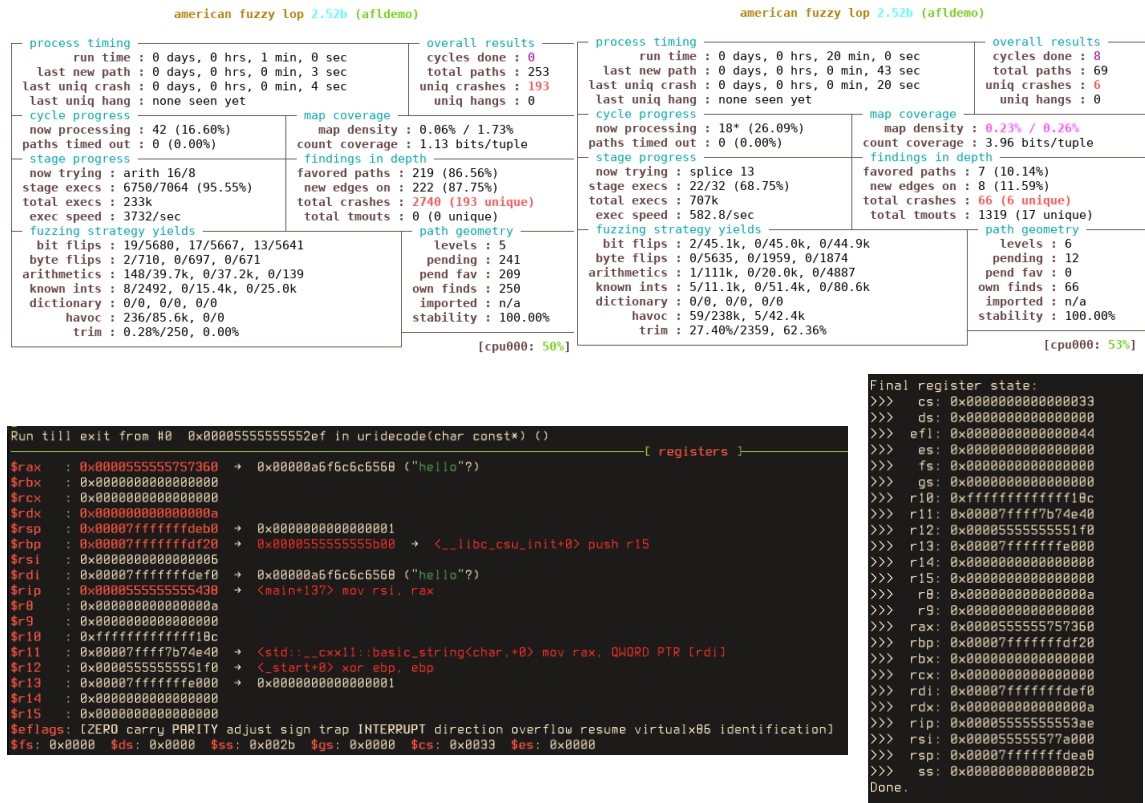 american fuzzy lop 2.52b (afldemo)
process timing
overall results
run time : 0 days, 0 hrs, 1 min, 0 sec
cycles done : 0
last new path : 0 days, 0 hrs, 0 min, 3 sec
total paths : 253
last uniq crash : 0 days, 0 hrs, 0 min, 4 sec
uniq crashes : 193
last uniq hang : none seen yet
uniq hangs : 0
cycle progress
map coverage
now processing : 42 (16.60%)
map density : 0.06% / 1.73%
paths timed out : 0 (0.00%)
count coverage : 1.13 bits/tuple
stage progress
findings in depth
now trying : arith 16/8
favored paths : 219 (86.56%)
stage execs : 6750/7064 (95.55%)
new edges on : 222 (87.75%)
total execs : 233k
total crashes : 2740 (193 unique)
exec speed : 3732/sec
total tmouts : 0 (0 unique)
fuzzing strategy yields
path geometry
bit flips : 19/5680, 17/5667, 13/5641
levels : 5
byte flips : 2/710, 0/697, 0/671
pending : 241
arithmetics : 148/39.7k, 0/37.2k, 0/139
pend fav : 209
known ints : 8/2492, 0/15.4k, 0/25.0k
own finds : 250
dictionary : 0/0, 0/0, 0/0
imported : n/a
havoc : 236/85.6k, 0/0
stability : 100.00%
trim : 0.28%/250, 0.00%
[cpu000: 50%]
american fuzzy lop 2.52b (afldemo)
process timing
overall results
run time : 0 days, 0 hrs, 20 min, 0 sec
cycles done : 8
last new path : 0 days, 0 hrs, 0 min, 43 sec
total paths : 69
last uniq crash : 0 days, 0 hrs, 0 min, 20 sec
uniq crashes : 6
last uniq hang : none seen yet
uniq hangs : 0
cycle progress
map coverage
now processing : 18* (26.09%)
map density : 0.23% / 0.26%
paths timed out : 0 (0.00%)
count coverage : 3.96 bits/tuple
stage progress
findings in depth
now trying : splice 13
favored paths : 7 (10.14%)
stage execs : 22/32 (68.75%)
new edges on : 8 (11.59%)
total execs : 707k
total crashes : 66 (6 unique)
exec speed : 582.8/sec
total tmouts : 1319 (17 unique)
fuzzing strategy yields
path geometry
bit flips : 2/45.1k, 0/45.0k, 0/44.9k
levels : 6
byte flips : 0/5635, 0/1959, 0/1874
pending : 12
arithmetics : 1/111k, 0/20.0k, 0/4887
pend fav : 0
known ints : 5/11.1k, 0/51.4k, 0/80.6k
own finds : 66
dictionary : 0/0, 0/0, 0/0
imported : n/a
havoc : 59/238k, 5/42.4k
stability : 100.00%
trim : 27.40%/2359, 62.36%
[cpu000: 53%]
Run till exit from #0 0x00005555555552ef in uridecode(char const*) ()
[ registers ]
$rax : 0x0000555555757360 → 0x00000a6f6c6c6568 ("hello"?)
$rbx : 0x0000000000000000
$rcx : 0x0000000000000000
$rdx : 0x000000000000000a
$rsp : 0x00007fffffffdeb0 → 0x0000000000000001
$rbp : 0x00007fffffffdf20 → 0x0000555555555b00 → <__libc_csu_init+0> push r15
$rsi : 0x0000000000000006
$rdi : 0x00007fffffffdef0 → 0x00000a6f6c6c6568 ("hello"?)
$rip : 0x0000555555555438 → <main+137> mov rsi, rax
$r8 : 0x000000000000000a
$r9 : 0x0000000000000000
$r10 : 0xfffffffffffff18c
$r11 : 0x00007ffff7b74e40 → <std::__cxx11::basic_string<char,+0> mov rax, QWORD PTR [rdi]
$r12 : 0x00005555555551f0 → <_start+0> xor ebp, ebp
$r13 : 0x00007fffffffe000 → 0x0000000000000001
$r14 : 0x0000000000000000
$r15 : 0x0000000000000000
$eflags: [ZERO carry PARITY adjust sign trap INTERRUPT direction overflow resume virtualx86 identification]
$fs: 0x0000 $ds: 0x0000 $ss: 0x002b $gs: 0x0000 $cs: 0x0033 $es: 0x0000
Final register state:
>>> cs: 0x0000000000000033
>>> ds: 0x0000000000000000
>>> efl: 0x0000000000000044
>>> es: 0x0000000000000000
>>> fs: 0x0000000000000000
>>> gs: 0x0000000000000000
>>> r10: 0xfffffffffffff18c
>>> r11: 0x00007ffff7b74e40
>>> r12: 0x00005555555551f0
>>> r13: 0x00007fffffffe000
>>> r14: 0x0000000000000000
>>> r15: 0x0000000000000000
>>> r8: 0x000000000000000a
>>> r9: 0x0000000000000000
>>> rax: 0x0000555555757360
>>> rbp: 0x00007fffffffdf20
>>> rbx: 0x0000000000000000
>>> rcx: 0x0000000000000000
>>> rdi: 0x00007fffffffdef0
>>> rdx: 0x000000000000000a
>>> rip: 0x00005555555553ae
>>> rsi: 0x000055555577a000
>>> rsp: 0x00007fffffffdea8
>>> ss: 0x000000000000002b
Done.